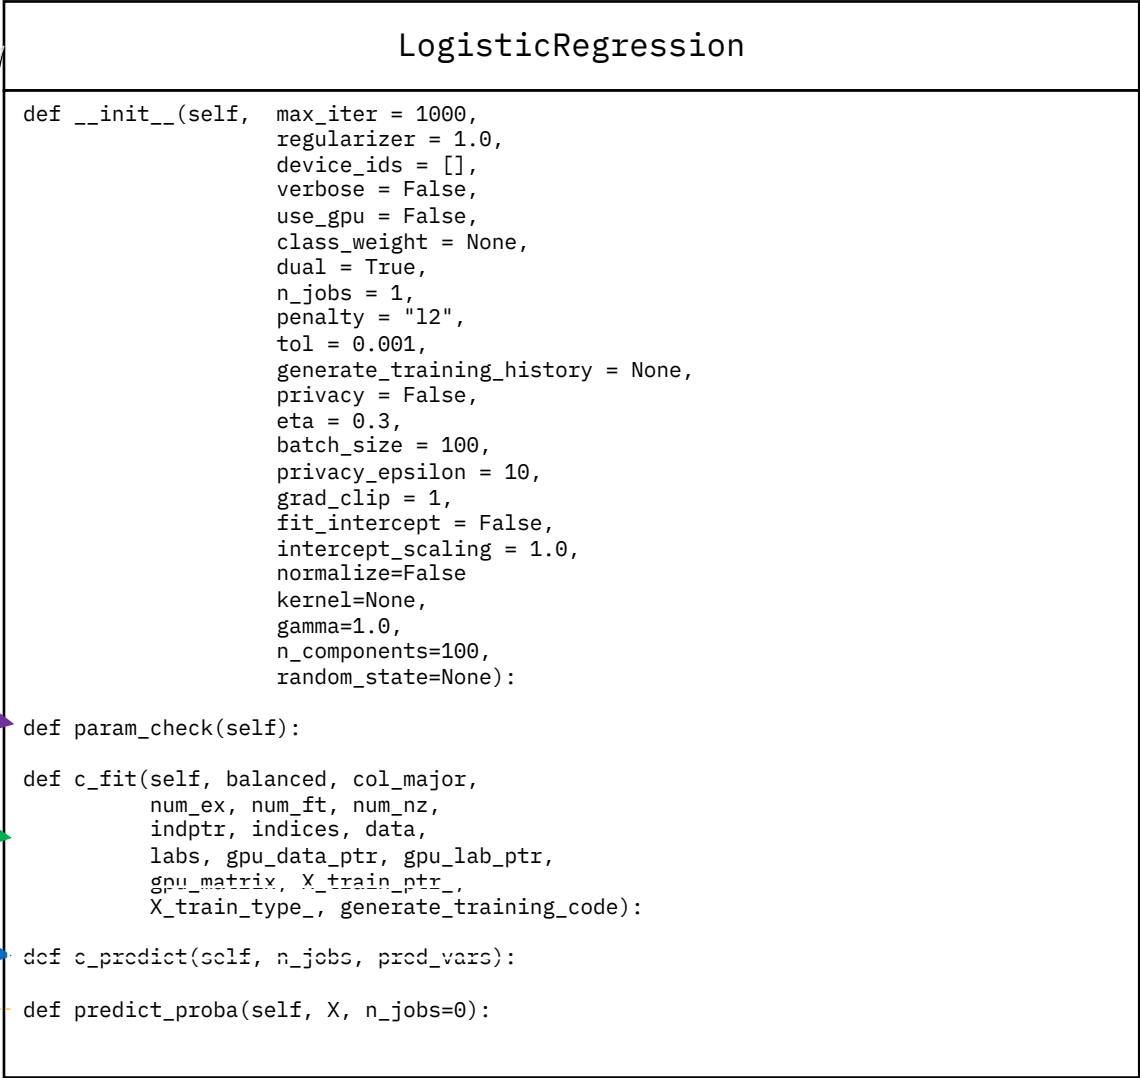 LogisticRegression
def __init__(self, max_iter = 1000,
regularizer = 1.0,
device_ids = [],
verbose = False,
use_gpu = False,
class_weight = None,
dual = True,
n_jobs = 1,
penalty = "l2",
tol = 0.001,
generate_training_history = None,
privacy = False,
eta = 0.3,
batch_size = 100,
privacy_epsilon = 10,
grad_clip = 1,
fit_intercept = False,
intercept_scaling = 1.0,
normalize=False
kernel=None,
gamma=1.0,
n_components=100,
random_state=None):
def param_check(self):
def c_fit(self, balanced, col_major,
num_ex, num_ft, num_nz,
indptr, indices, data,
labs, gpu_data_ptr, gpu_lab_ptr,
gpu_matrix, X_train_ptr_,
X_train_type_, generate_training_code):
def c_predict(self, n_jobs, pred_vars):
def predict_proba(self, X, n_jobs=0):